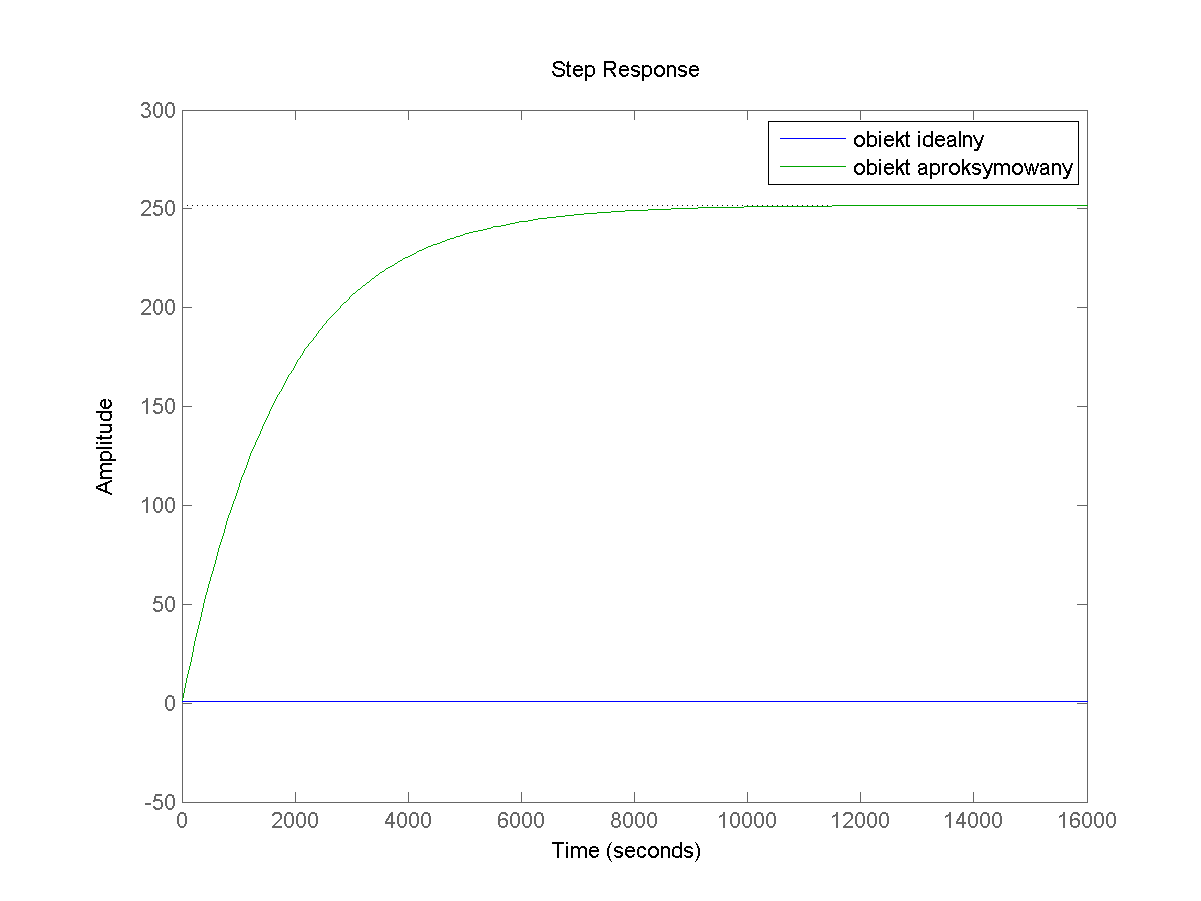 Step Response
300
250
200
150
100
50
0
-50
Amplitude
obiekt idealny
obiekt aproksymowany
0 2000 4000 6000 8000 10000 12000 14000 16000
Time (seconds)